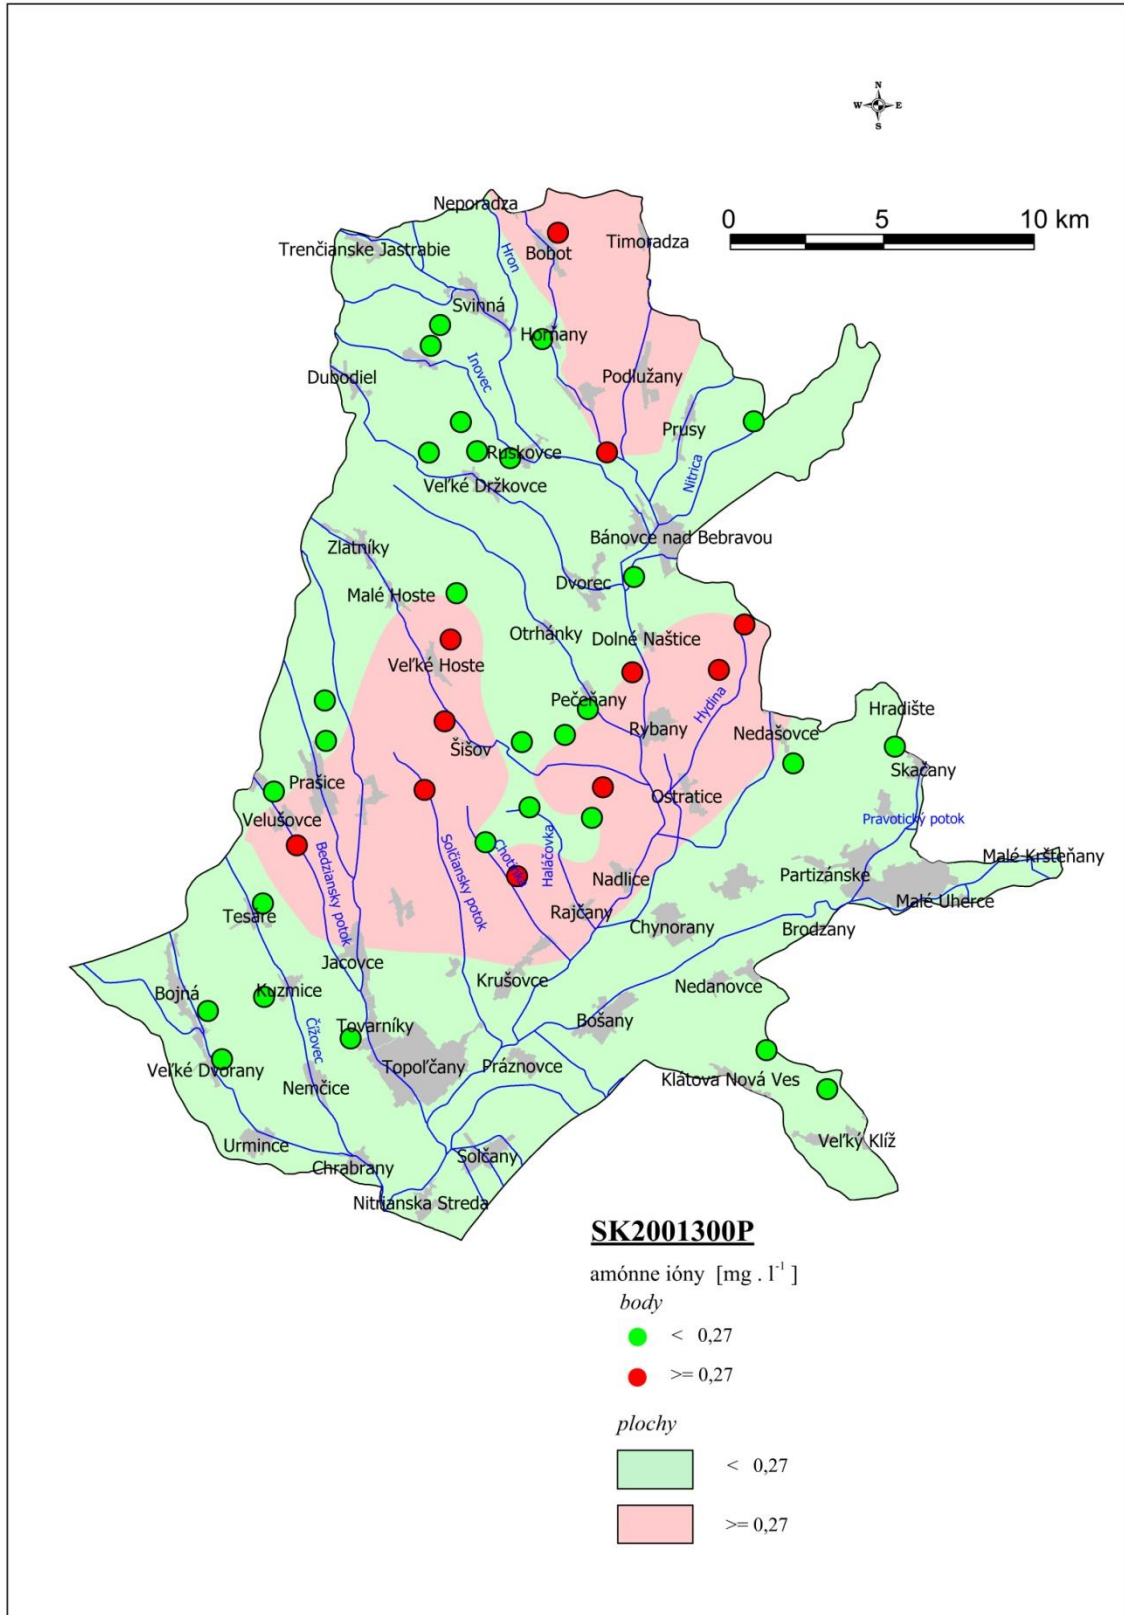 N
W E
S
0 5 10 km
Neporadza
Trenčianske Jastrabie
Hron
Bobot
Timoradza
Svinná
Horňany
Inovec
Dubodiel
Podlužany
Prusy
Ruskovce
Nitrica
Veľké Držkovce
Bánovce nad Bebravou
Zlatníky
Dvorec
Malé Hoste
Otrhánky
Dolné Naštice
Veľké Hoste
Pečeňany
Hydina
Hradište
Šišov
Rybany
Nedašovce
Skačany
Prašice
Ostratice
Velušovce
Pravotický potok
Bedziansky potok
Solčiansky potok
Chotina
Haláčovka
Malé Kršteňany
Partizánske
Nadlice
Malé Uherce
Tesáre
Rajčany
Chynorany
Brodzany
Jacovce
Krušovce
Nedanovce
Bojná
Kuzmice
Čížovec
Tovarníky
Bošany
Veľké Dvorany
Topoľčany
Práznovce
Nemčice
Klátova Nová Ves
Urmince
Veľký Klíž
Chrabrany
Solčany
Nitrianska Streda
SK2001300P
amónne ióny [mg . l-1 ]
body
< 0,27
>= 0,27
plochy
< 0,27
>= 0,27